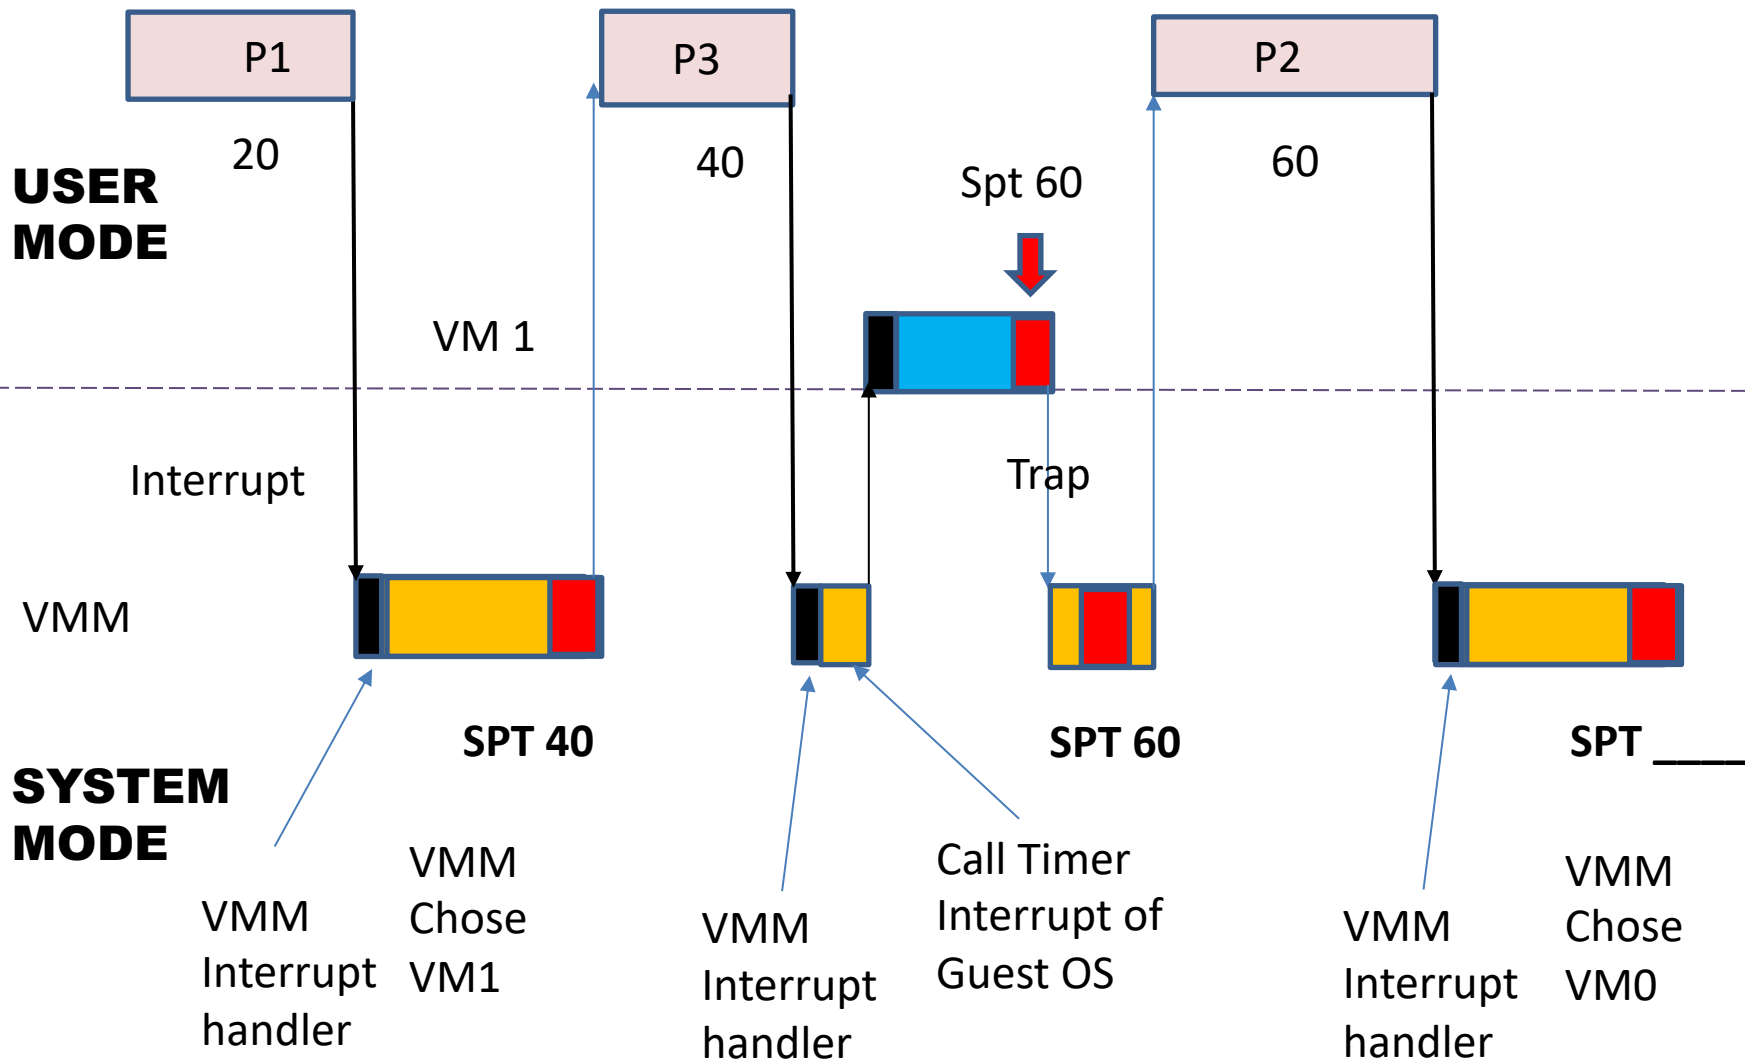 P1
P3
P2
20
40
60
USER
MODE
Spt 60
VM 1
Interrupt
Trap
VMM
SPT 40
SPT 60
SPT ____
SYSTEM
MODE
VMM
Interrupt
handler
VMM
Chose
VM1
VMM
Interrupt
handler
Call Timer
Interrupt of
Guest OS
VMM
Interrupt
handler
VMM
Chose
VM0